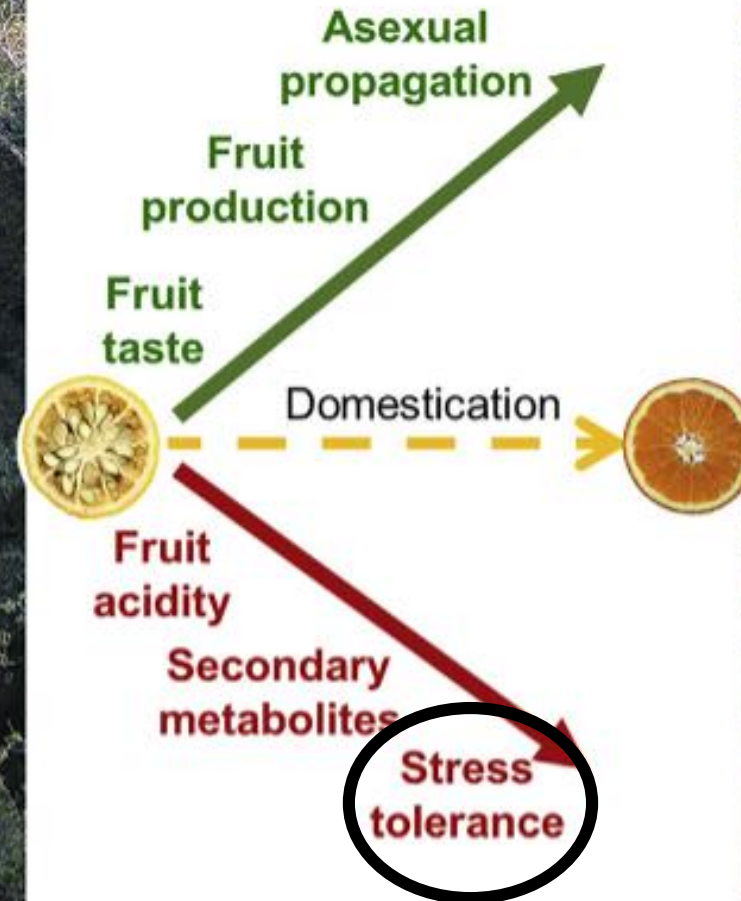 Asexual
propagation
Fruit
production
Fruit
taste
Domestication
Fruit
acidity
Secondary
metabolites
Stress
tolerance